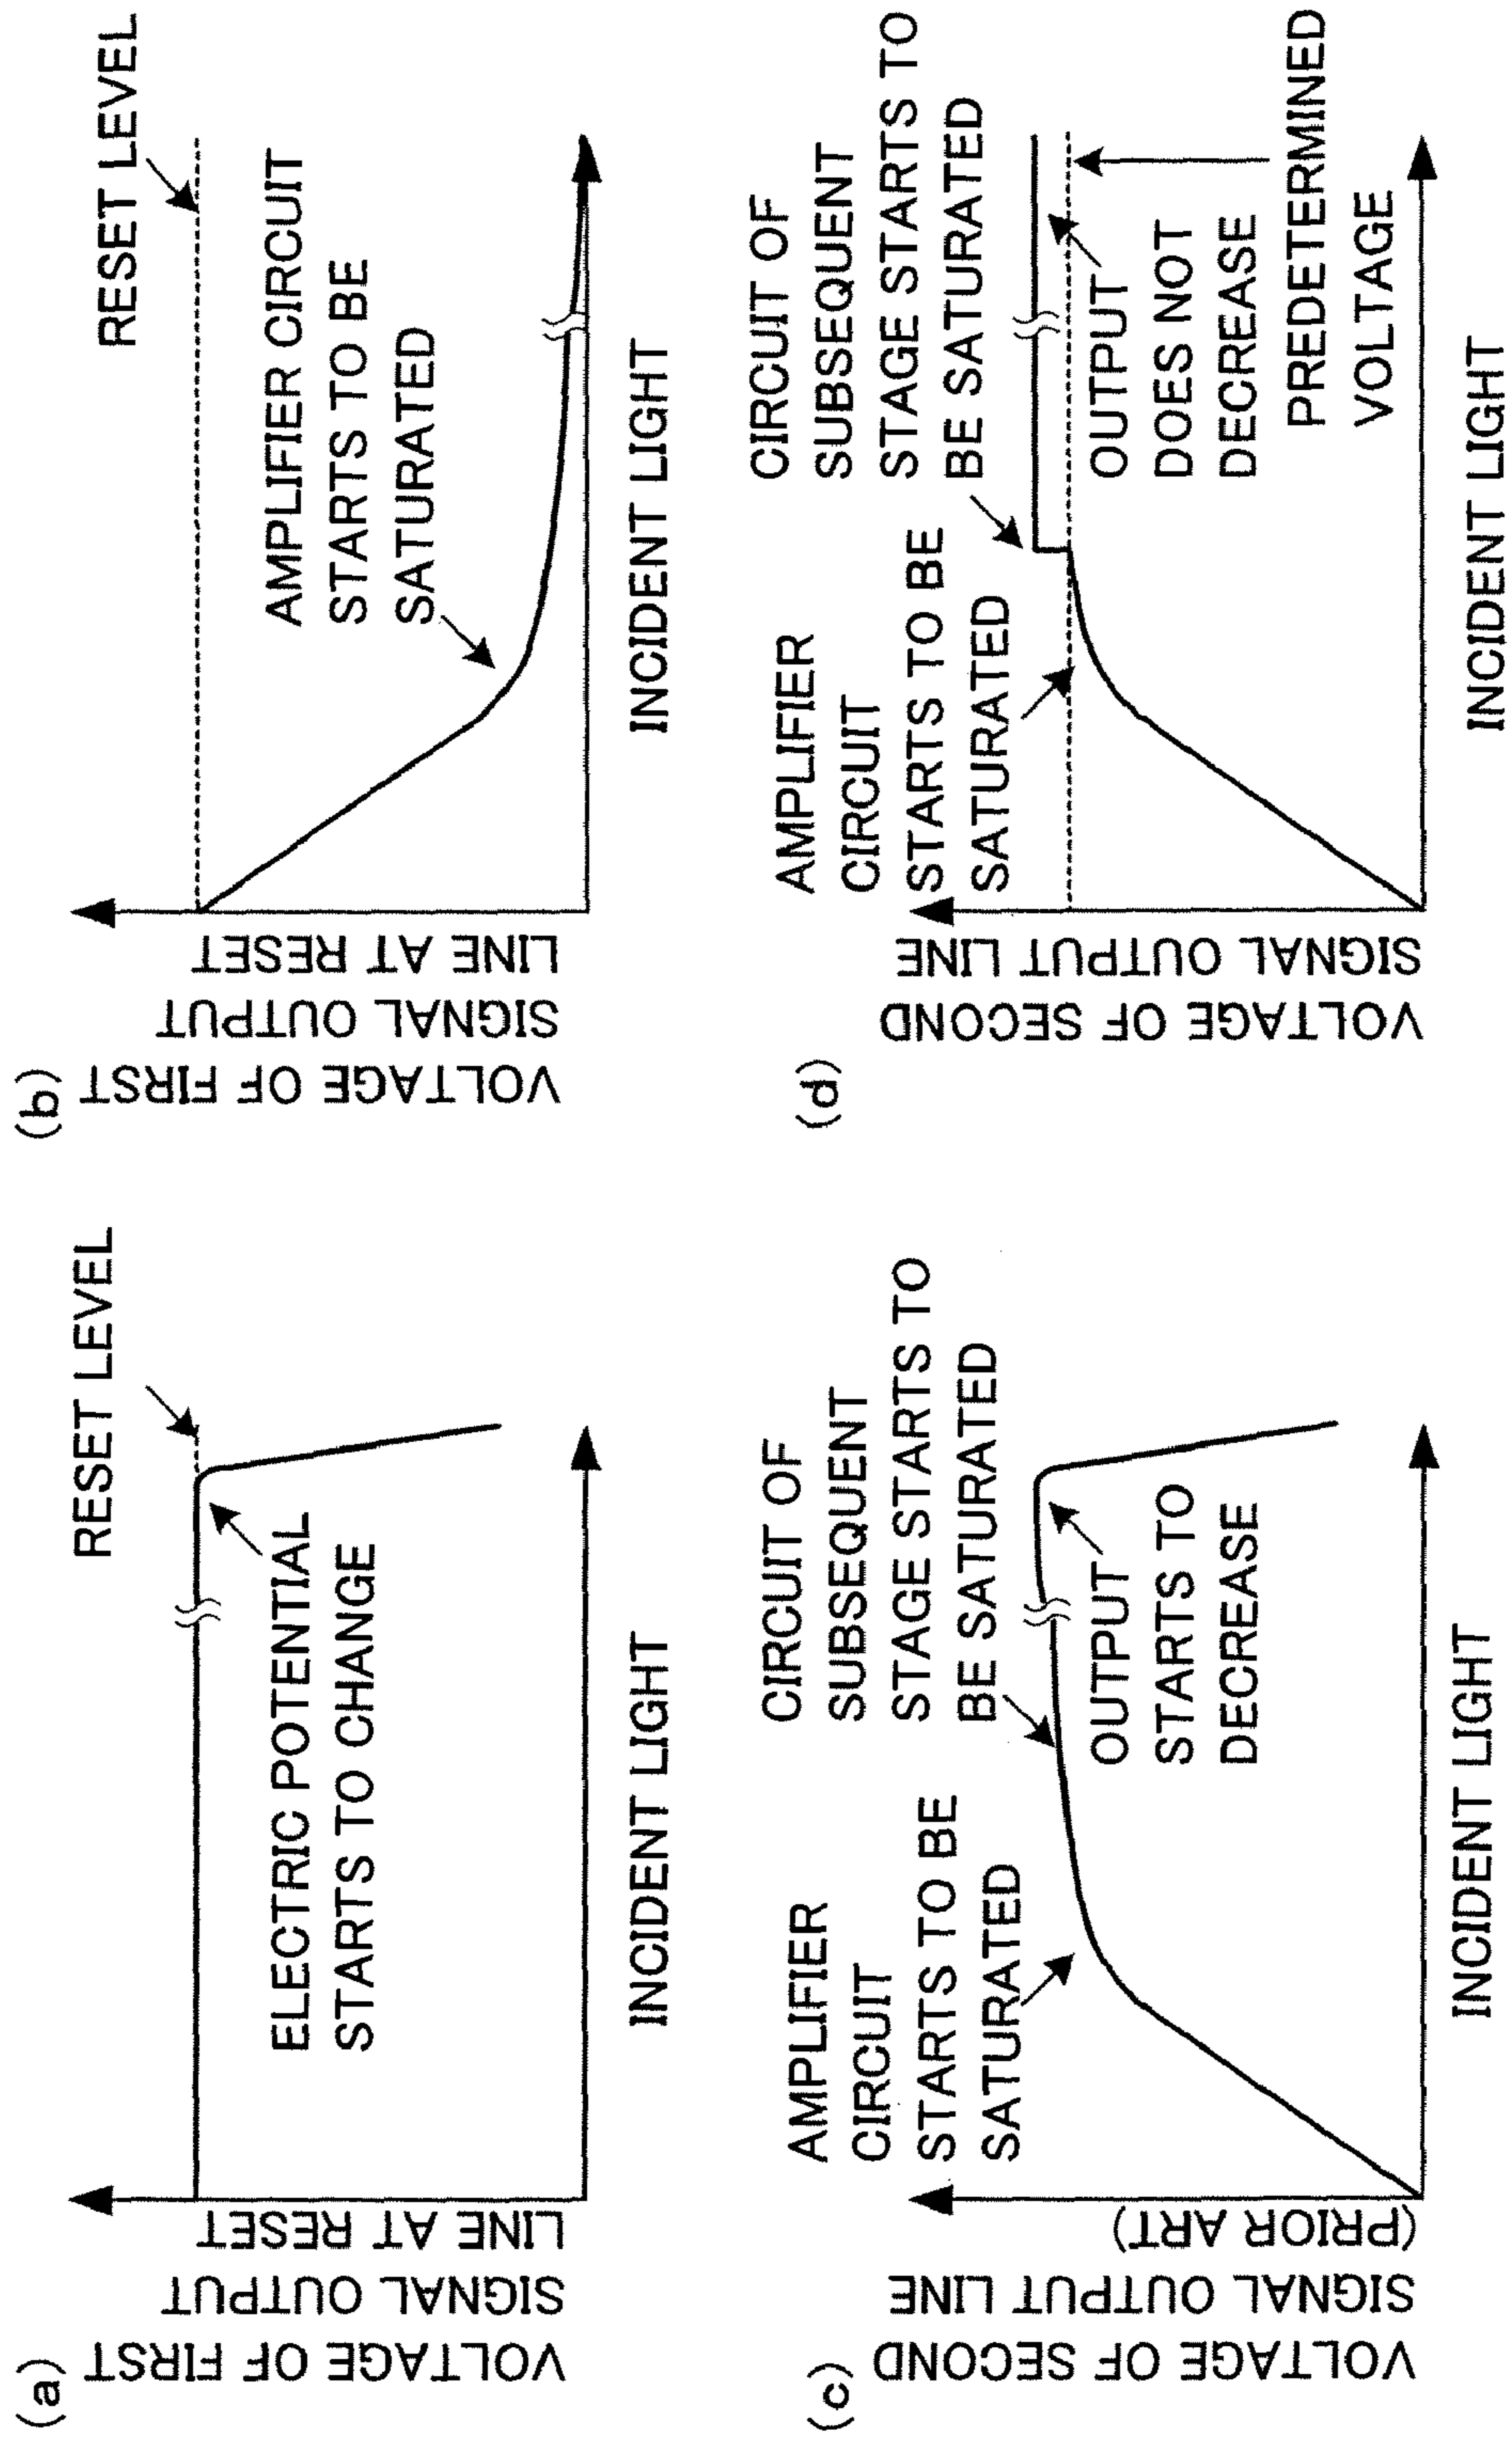 (a)
VOLTAGE OF FIRST
SIGNAL OUTPUT
LINE AT RESET
RESET LEVEL
ELECTRIC POTENTIAL
STARTS TO CHANGE
INCIDENT LIGHT
(b)
VOLTAGE OF FIRST
SIGNAL OUTPUT
LINE AT RESET
RESET LEVEL
AMPLIFIER CIRCUIT
STARTS TO BE
SATURATED
INCIDENT LIGHT
(c)
VOLTAGE OF SECOND
SIGNAL OUTPUT LINE
(PRIOR ART)
AMPLIFIER
CIRCUIT
STARTS TO BE
SATURATED
CIRCUIT OF
SUBSEQUENT
STAGE STARTS TO
BE SATURATED
OUTPUT
STARTS TO
DECREASE
INCIDENT LIGHT
(d)
VOLTAGE OF SECOND
SIGNAL OUTPUT LINE
AMPLIFIER
CIRCUIT
STARTS TO BE
SATURATED
CIRCUIT OF
SUBSEQUENT
STAGE STARTS TO
BE SATURATED
OUTPUT
DOES NOT
DECREASE
PREDETERMINED
VOLTAGE
INCIDENT LIGHT